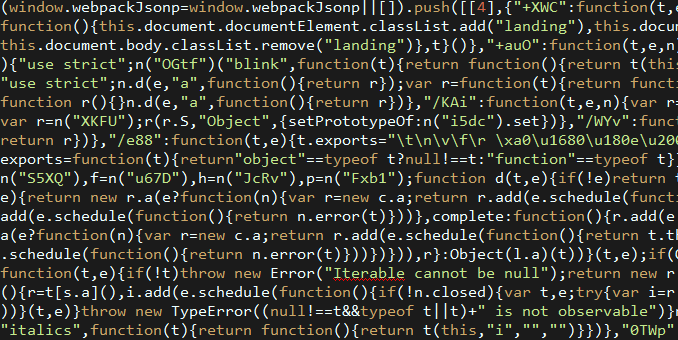 (window.webpackJsonp=window.webpackJsonp||[]).push([[4],{"+XWC":function(t,e
function(){this.document.documentElement.classList.add("landing"),this.docum
this.document.body.classList.remove("landing")},t}()},"+auO":function(t,e,n)
){"use strict";n("OGtf")("blink",function(t){return function(){return t(this
"use strict";n.d(e,"a",function(){return r});var r=function(t){return functi
function r(){}n.d(e,"a",function(){return r})},"/KAi":function(t,e,n){var r=
var r=n("XKFU");r(r.S,"Object",{setPrototypeOf:n("i5dc").set})},"/WYv":funct
return r})},"/e88":function(t,e){t.exports="\t\n\v\f\r \xa0\u1680\u180e\u200
exports=function(t){return"object"==typeof t?null!==t:"function"==typeof t}}
n("S5XQ"),f=n("u67D"),h=n("JcRv"),p=n("Fxb1");function d(t,e){if(!e)return t
e){return new r.a(e?function(n){var r=new c.a;return r.add(e.schedule(functi
add(e.schedule(function(){return n.error(t)}))},complete:function(){r.add(e.
a(e?function(n){var r=new c.a;return r.add(e.schedule(function(){return t.th
.schedule(function(){return n.error(t)}))})})),r}:Object(l.a)(t))}(t,e);if(O
function(t,e){if(!t)throw new Error("Iterable cannot be null");return new r.
(){r=t[s.a](),i.add(e.schedule(function(){if(!n.closed){var t,e;try{var i=r.
))}(t,e)}throw new TypeError((null!==t&&typeof t||t)+" is not observable")}n
"italics",function(t){return function(){return t(this,"i","","")}})},"0TWp":